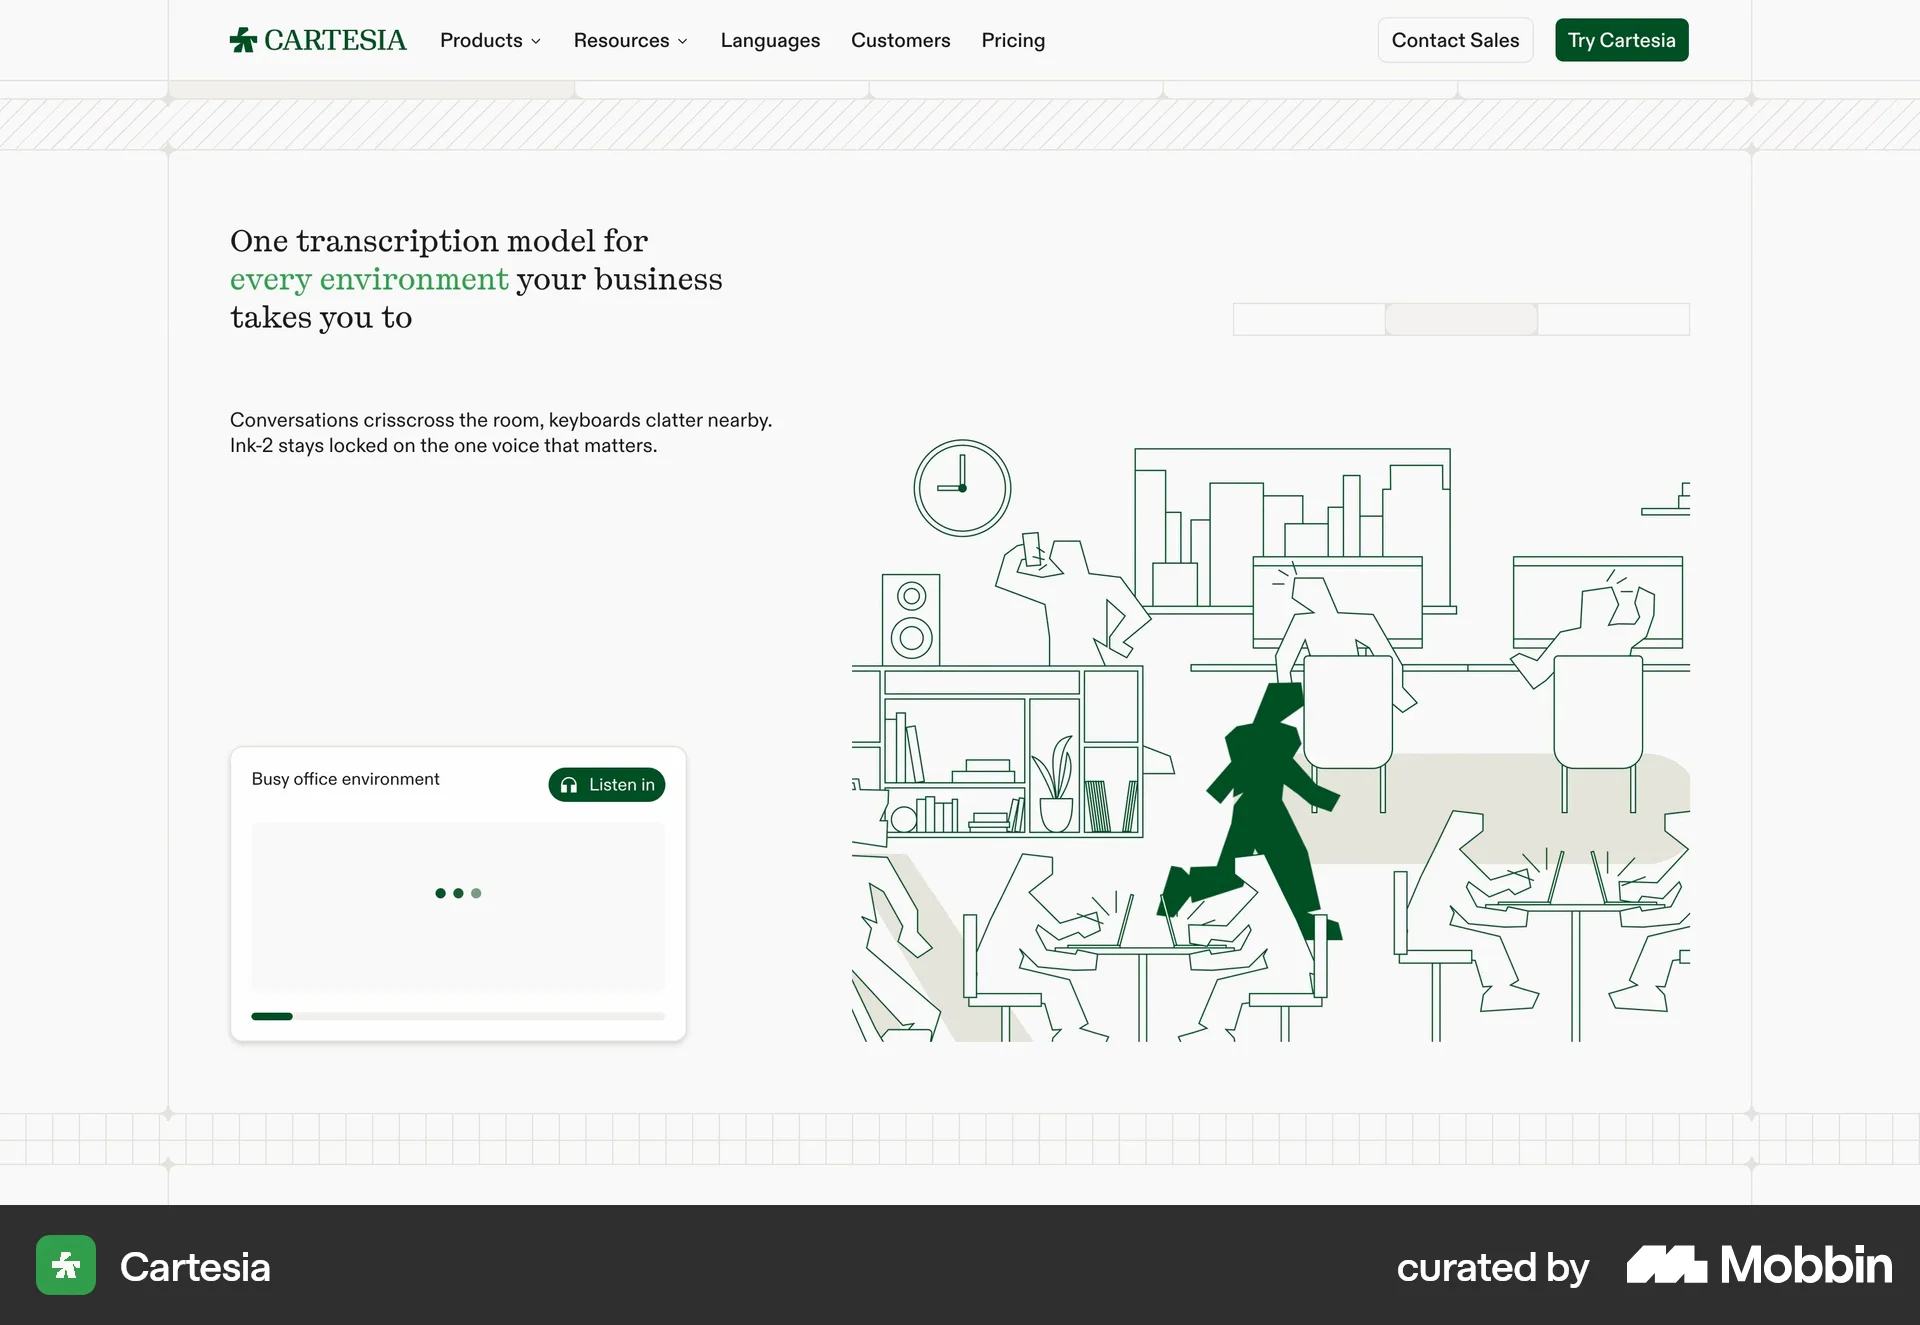 CARTESIA
Products
Resources
Languages
Customers
Pricing
Contact Sales
Try Cartesia
One transcription model for
every environment your business
takes you to
Conversations crisscross the room, keyboards clatter nearby.
Ink-2 stays locked on the one voice that matters.
Busy office environment
Listen in
Cartesia
curated by
Mobbin